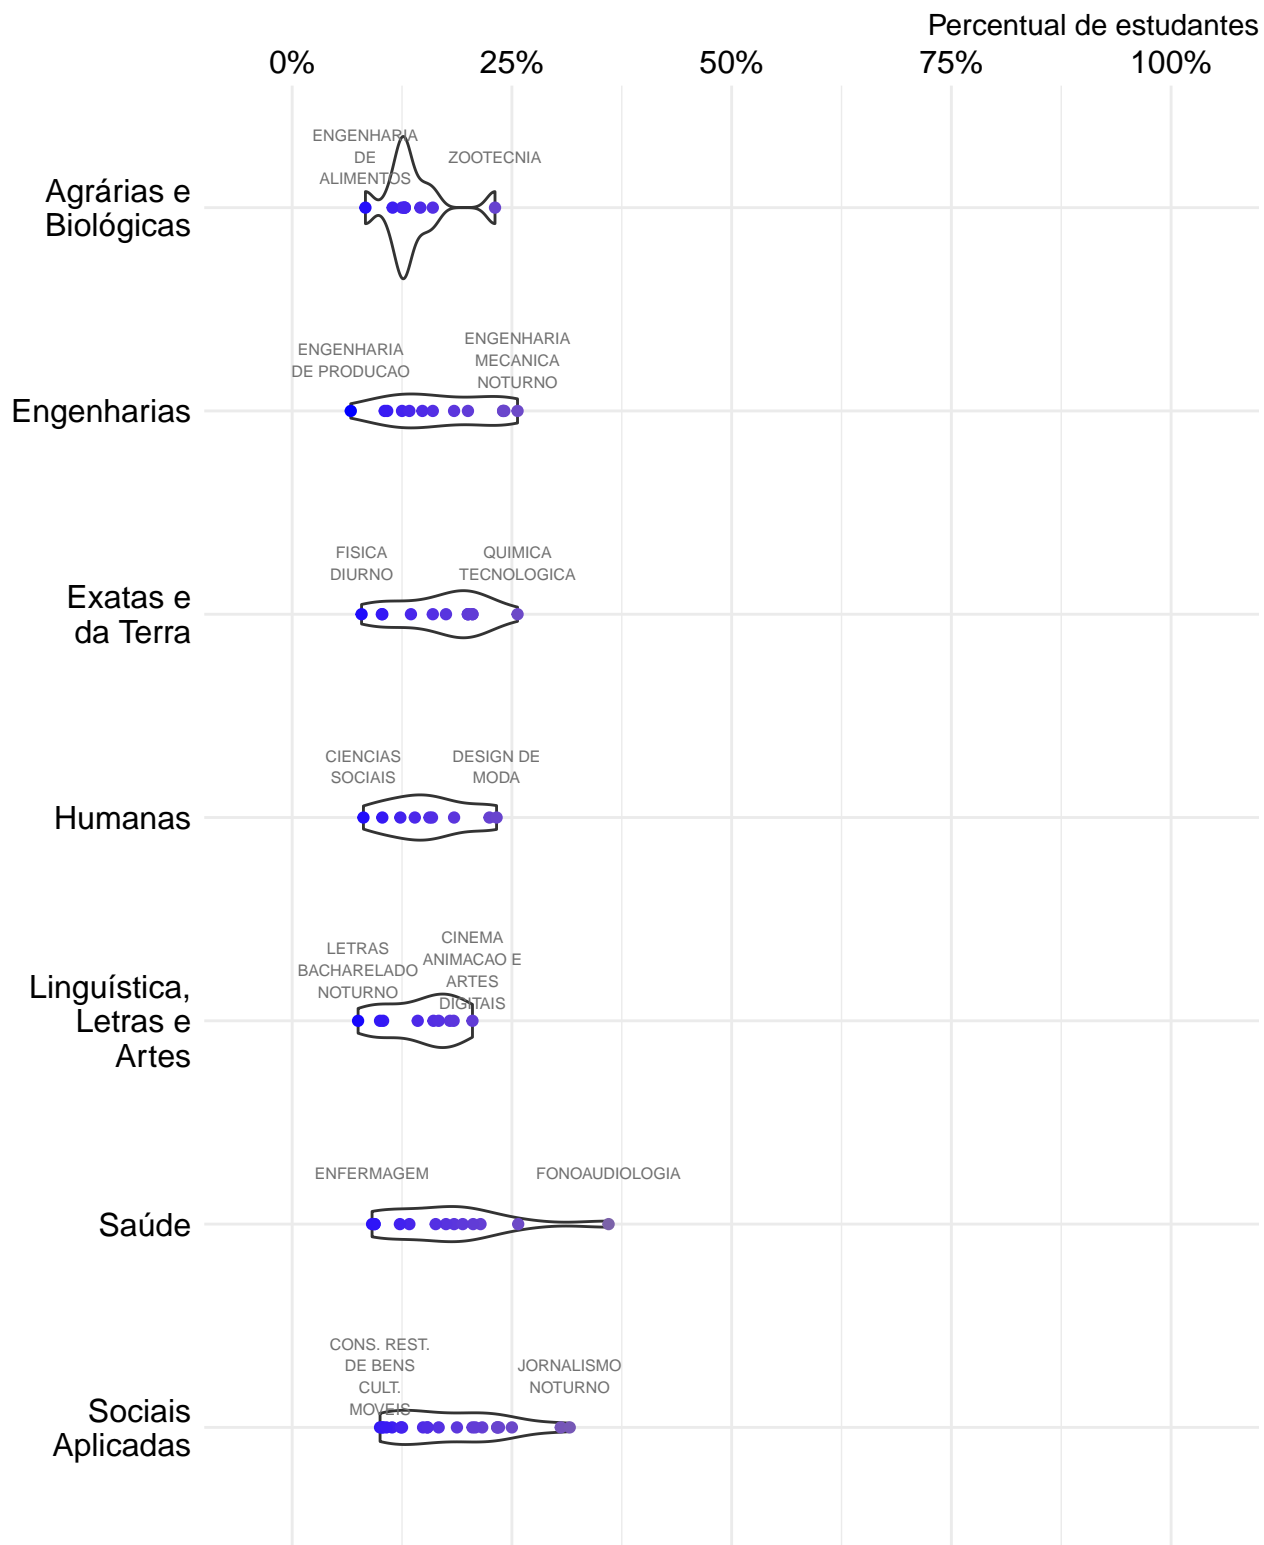 Percentual de estudantes
0% 25% 50% 75% 100%
ENGENHARIA
DE
ALIMENTOS
ZOOTECNIA
Agrárias e
Biológicas
ENGENHARIA
DE PRODUCAO
ENGENHARIA
MECANICA
NOTURNO
Engenharias
FISICA
DIURNO
QUIMICA
TECNOLOGICA
Exatas e
da Terra
CIENCIAS
SOCIAIS
DESIGN DE
MODA
Humanas
LETRAS
BACHARELADO
NOTURNO
CINEMA
ANIMACAO E
ARTES
DIGITAIS
Linguística,
Letras e
Artes
ENFERMAGEM
FONOAUDIOLOGIA
Saúde
CONS. REST.
DE BENS
CULT.
MOVEIS
JORNALISMO
NOTURNO
Sociais
Aplicadas